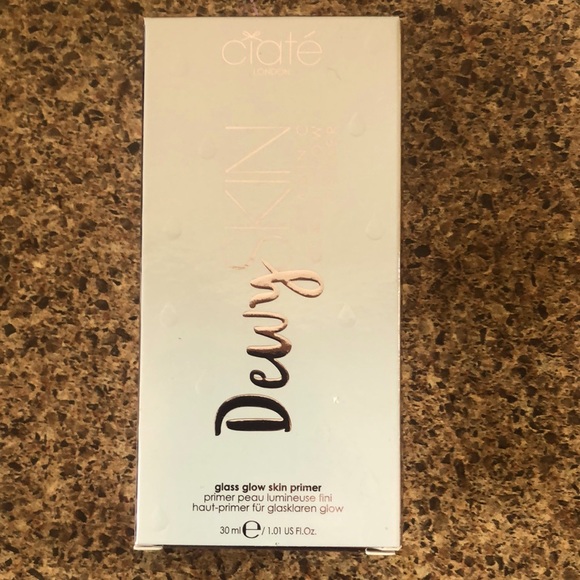 ciaté
LONDON
Dewy
SKIN
glass glow skin primer
primer peau lumineuse fini
haut-primer für glasklaren glow
30 ml e / 1.01 US Fl.Oz.